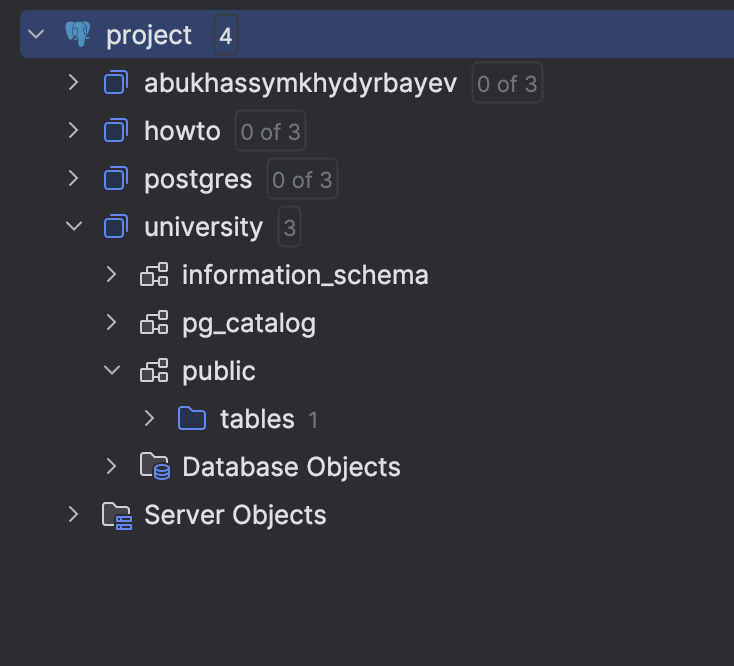 project 4
abukhassymkhydyrbayev 0 of 3
howto 0 of 3
postgres 0 of 3
university 3
information_schema
pg_catalog
public
tables 1
Database Objects
Server Objects